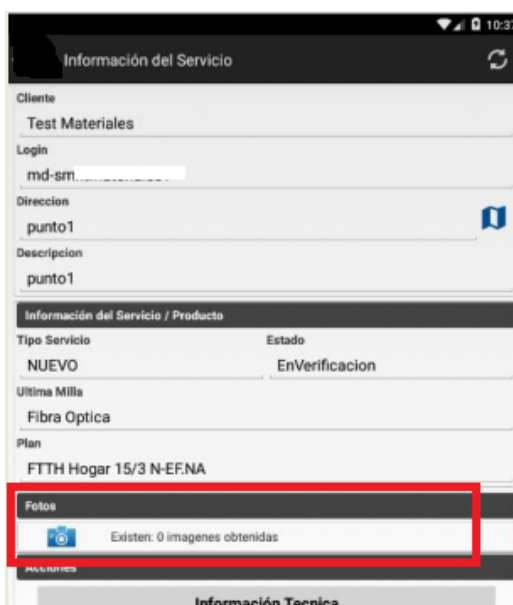 10:37
Información del Servicio
Cliente
Test Materiales
Login
Direccion
punto1
Descripcion
punto1
Información del Servicio / Producto
Tipo Servicio Estado
NUEVO EnVerificacion
Ultima Milla
Fibra Optica
Plan
FTTH Hogar 15/3 N-EF.NA
Fotos
Existen: 0 imagenes obtenidas
Acciones
Información Tecnica